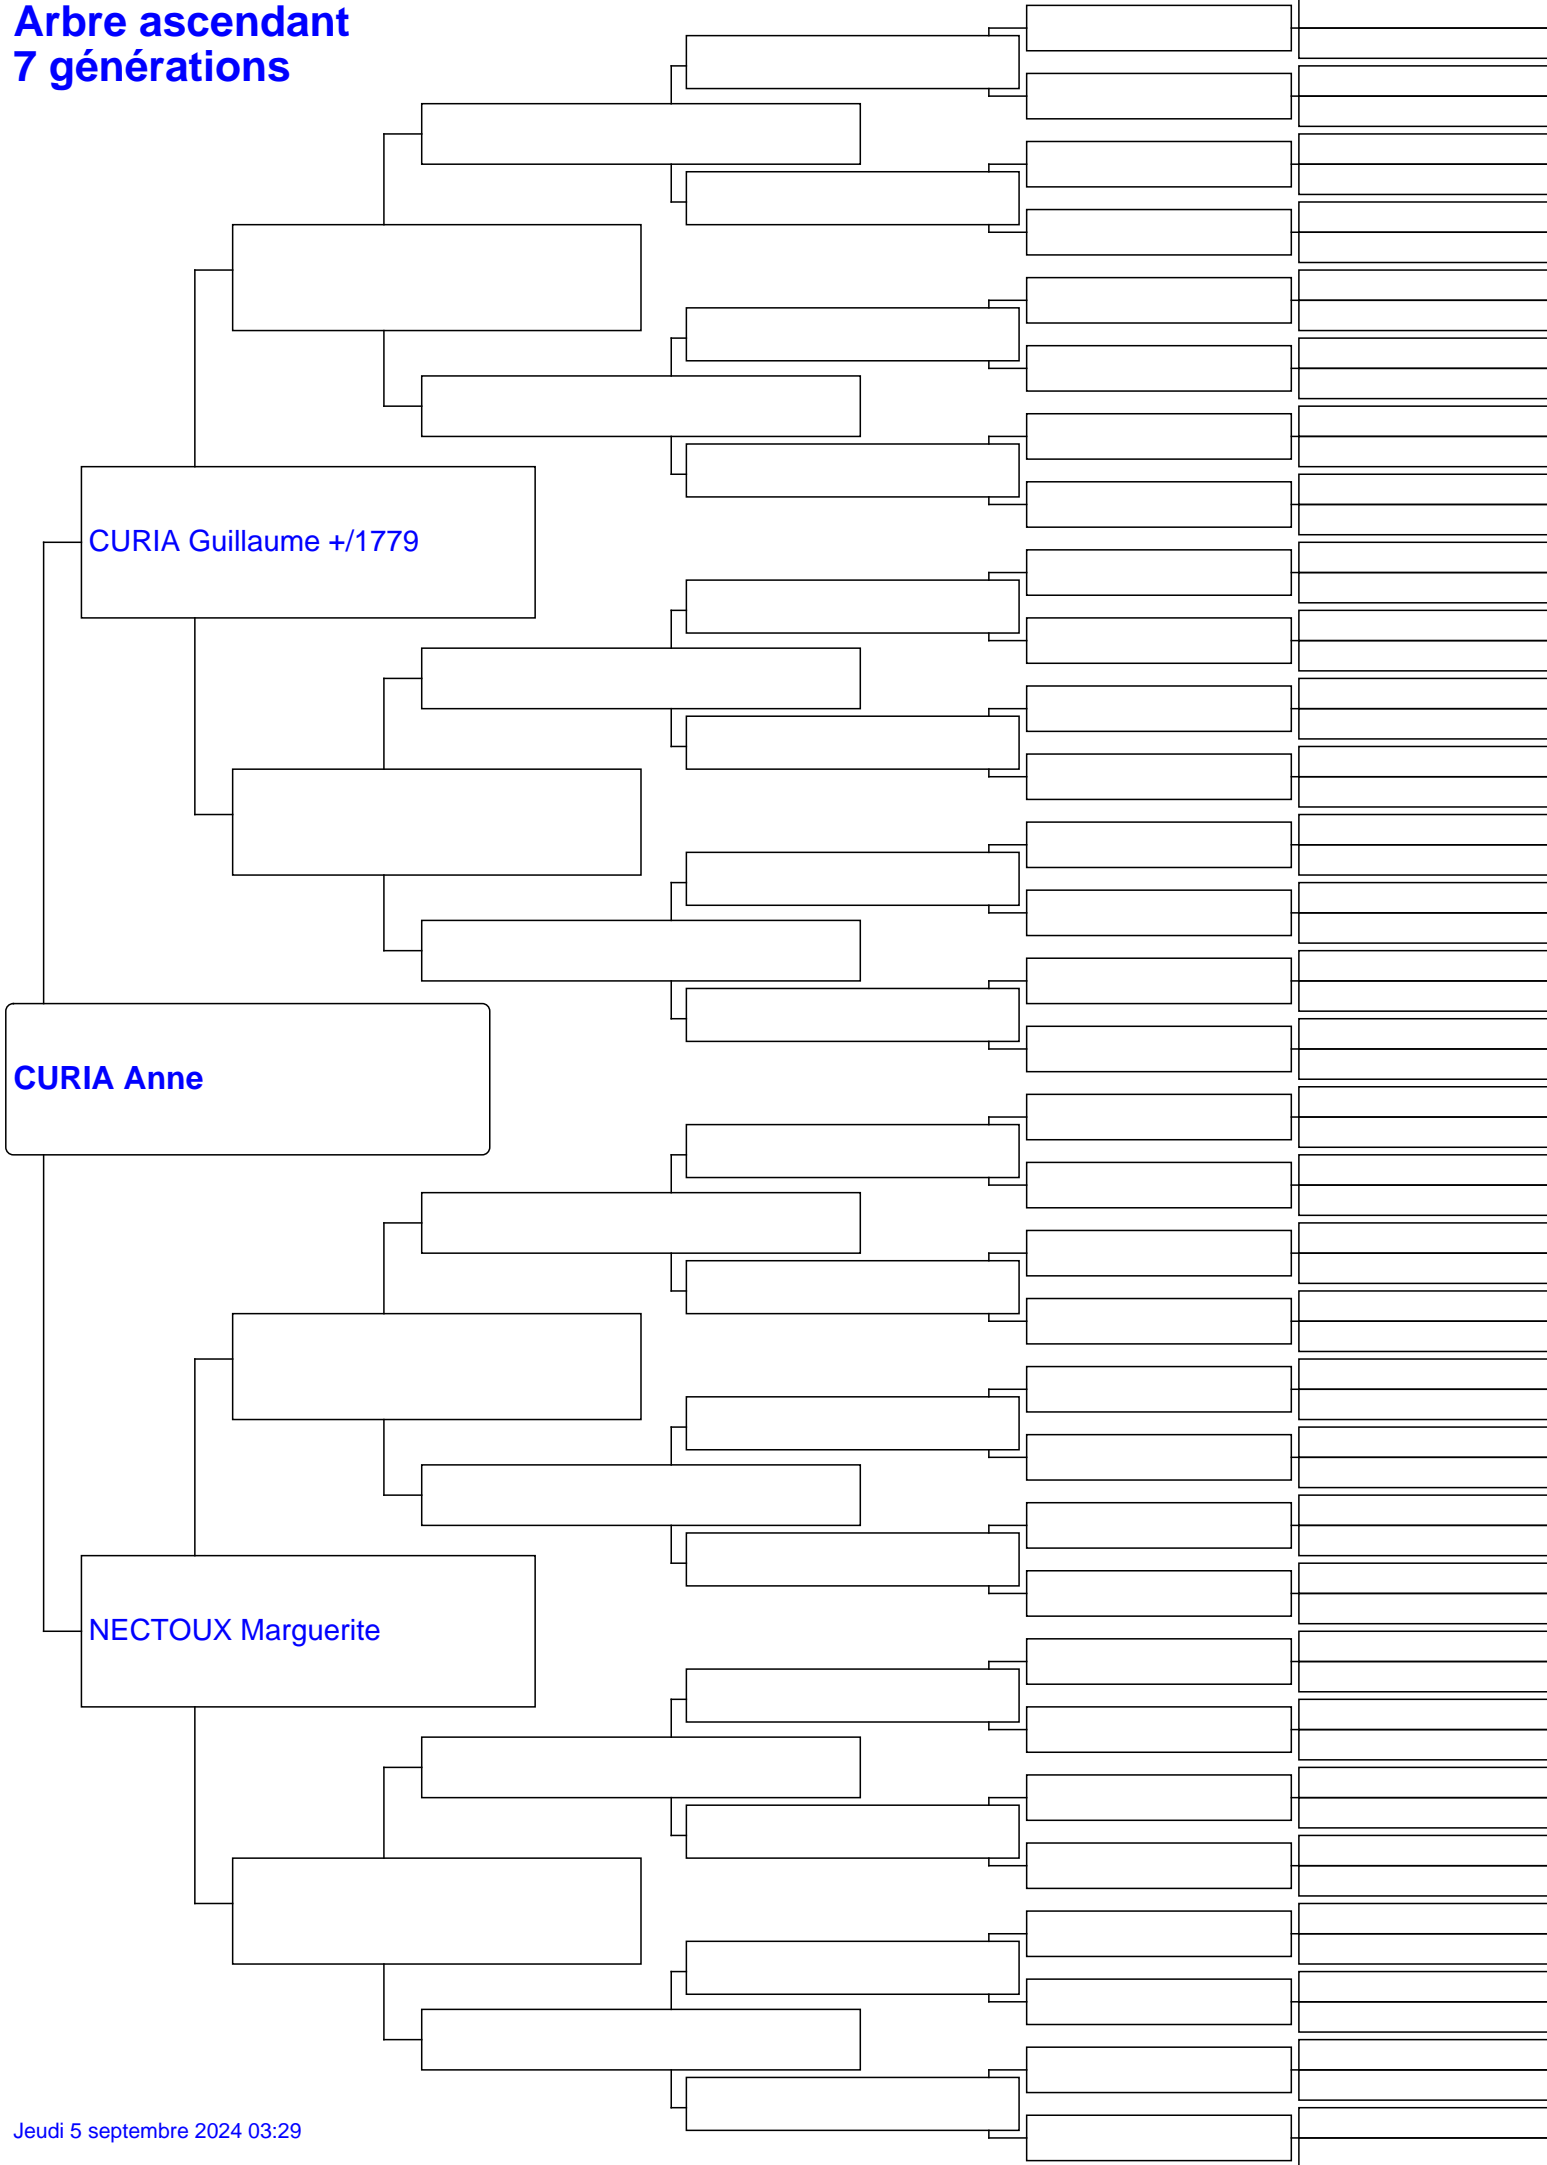 Arbre ascendant
7 générations
CURIA Guillaume +/1779
CURIA Anne
NECTOUX Marguerite
Jeudi 5 septembre 2024 03:29